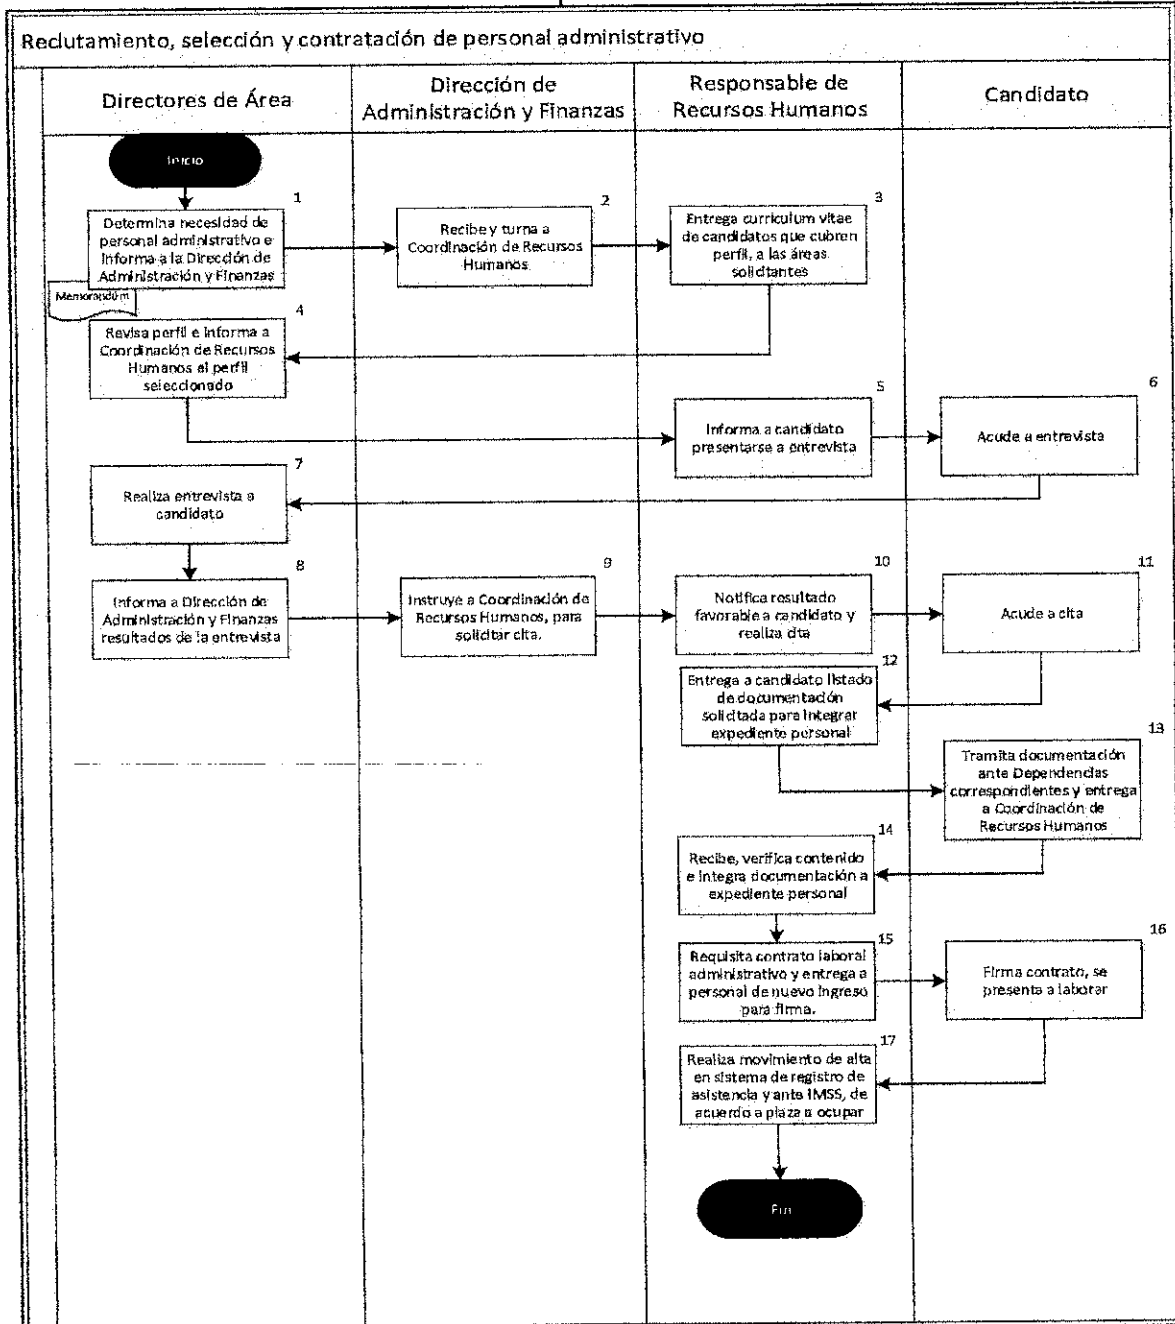 Reclutamiento, selección y contratación de personal administrativo
Directores de Área
Dirección de
Administración y Finanzas
Responsable de
Recursos Humanos
Candidato
Inicio
1
Determina necesidad de
personal administrativo e
informa a la Dirección de
Administración y Finanzas
Memorandum
2
Recibe y turna a
Coordinación de Recursos
Humanos
3
Entrega curriculum vitae
de candidatos que cubren
perfil, a las áreas
solicitantes
4
Revisa perfil e informa a
Coordinación de Recursos
Humanos el perfil
seleccionado
5
Informa a candidato
presentarse a entrevista
6
Acude a entrevista
7
Realiza entrevista a
candidato
8
Informa a Dirección de
Administración y Finanzas
resultados de la entrevista
9
Instruye a Coordinación de
Recursos Humanos, para
solicitar cita.
10
Notifica resultado
favorable a candidato y
realiza cita
11
Acude a cita
12
Entrega a candidato listado
de documentación
solicitada para integrar
expediente personal
13
Tramita documentación
ante Dependencias
correspondientes y entrega
a Coordinación de
Recursos Humanos
14
Recibe, verifica contenido
e integra documentación a
expediente personal
15
Requisita contrato laboral
administrativo y entrega a
personal de nuevo ingreso
para firma.
16
Firma contrato, se
presenta a laborar
17
Realiza movimiento de alta
en sistema de registro de
asistencia y ante IMSS, de
acuerdo a plaza a ocupar
Fin